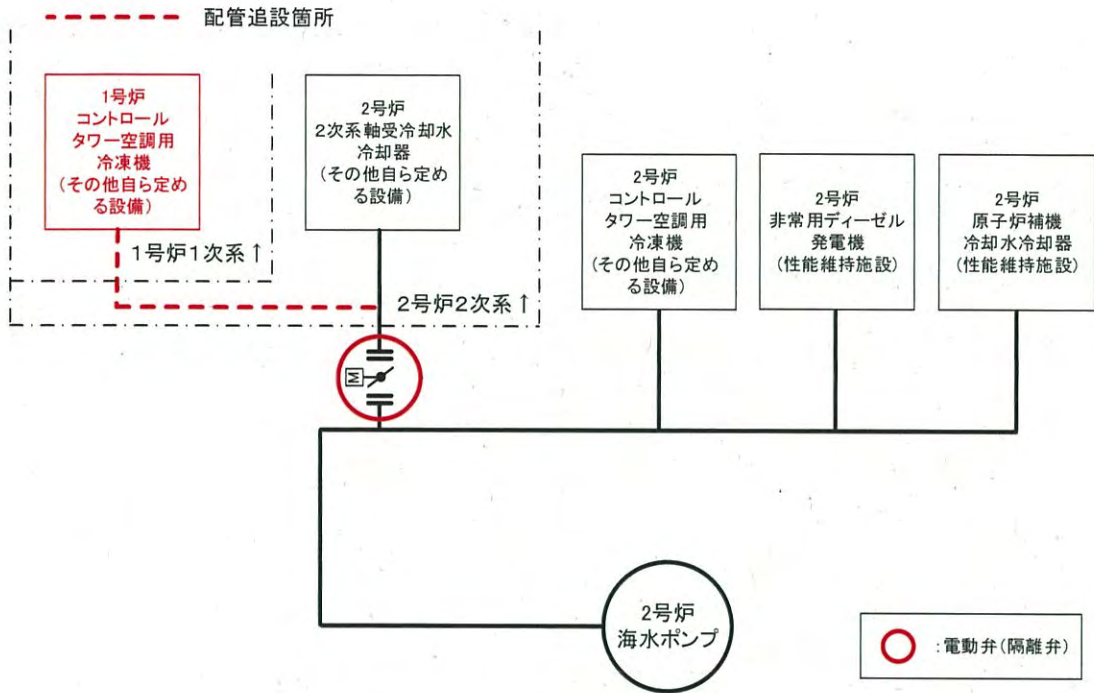 配管追設箇所
1号炉
コントロール
タワー空調用
冷凍機
(その他自ら定め
る設備)
2号炉
2次系軸受冷却水
冷却器
(その他自ら定め
る設備)
2号炉
コントロール
タワー空調用
冷凍機
(その他自ら定め
る設備)
2号炉
非常用ディーゼル
発電機
(性能維持施設)
2号炉
原子炉補機
冷却水冷却器
(性能維持施設)
1号炉1次系↑
2号炉2次系↑
M
2号炉
海水ポンプ
:電動弁(隔離弁)